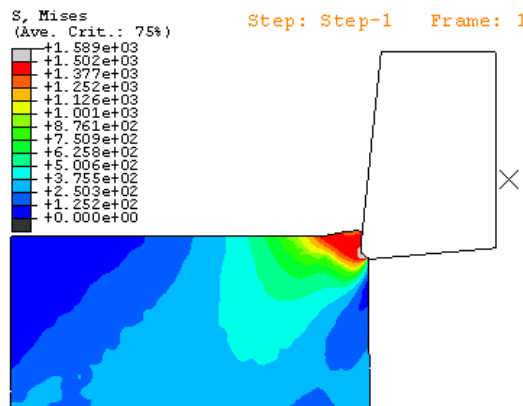 S, Mises
(Ave. Crit.: 75%)
+1.589e+03
+1.502e+03
+1.377e+03
+1.252e+03
+1.126e+03
+1.001e+03
+8.761e+02
+7.509e+02
+6.258e+02
+5.006e+02
+3.755e+02
+2.503e+02
+1.252e+02
+0.000e+00
Step: Step-1 Frame: 1